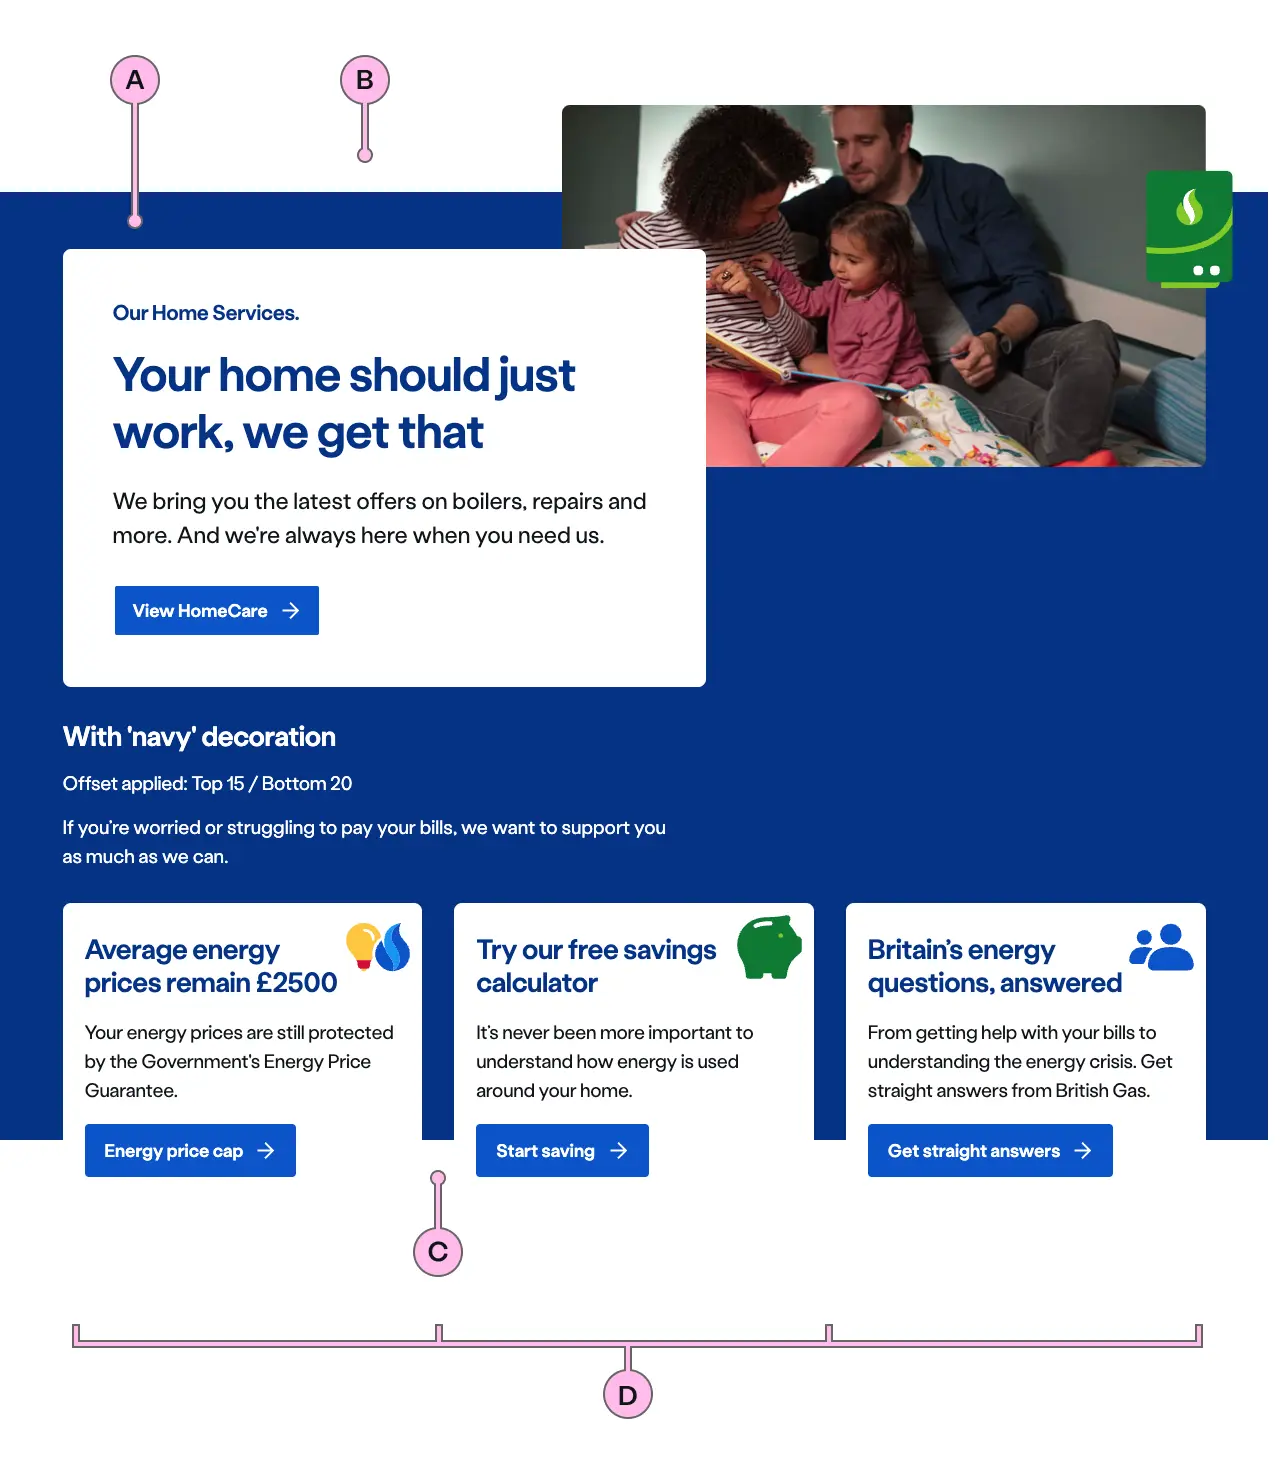 A
B
Our Home Services.
Your home should just
work, we get that
We bring you the latest offers on boilers, repairs and
more. And we're always here when you need us.
View HomeCare
With 'navy' decoration
Offset applied: Top 15 / Bottom 20
If you're worried or struggling to pay your bills, we want to support you
as much as we can.
Average energy
prices remain £2500
Your energy prices are still protected
by the Government's Energy Price
Guarantee.
Energy price cap
Try our free savings
calculator
It's never been more important to
understand how energy is used
around your home.
Start saving
Britain's energy
questions, answered
From getting help with your bills to
understanding the energy crisis. Get
straight answers from British Gas.
Get straight answers
C
D